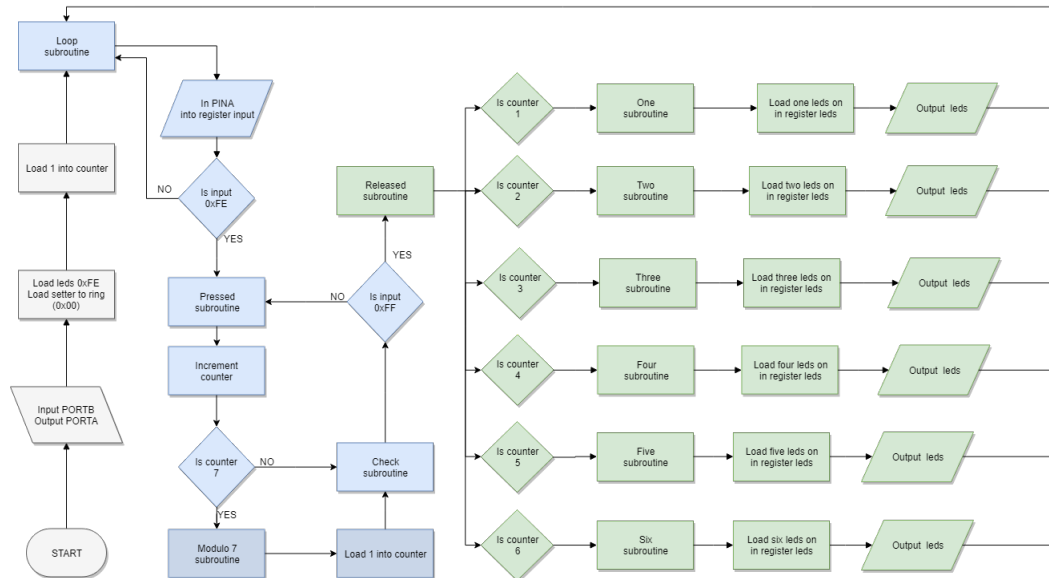 Loop
subroutine
In PINA
into register input
Is input
0xFE
NO
YES
Load 1 into counter
Load leds 0xFE
Load setter to ring
(0x00)
Input PORTB
Output PORTA
START
Pressed
subroutine
Increment
counter
Is counter
7
NO
YES
Modulo 7
subroutine
Load 1 into counter
Check
subroutine
Is input
0xFF
NO
YES
Released
subroutine
Is counter
1
One
subroutine
Load one leds on
in register leds
Output leds
Is counter
2
Two
subroutine
Load two leds on
in register leds
Output leds
Is counter
3
Three
subroutine
Load three leds on
in register leds
Output leds
Is counter
4
Four
subroutine
Load four leds on
in register leds
Output leds
Is counter
5
Five
subroutine
Load five leds on
in register leds
Output leds
Is counter
6
Six
subroutine
Load six leds on
in register leds
Output leds